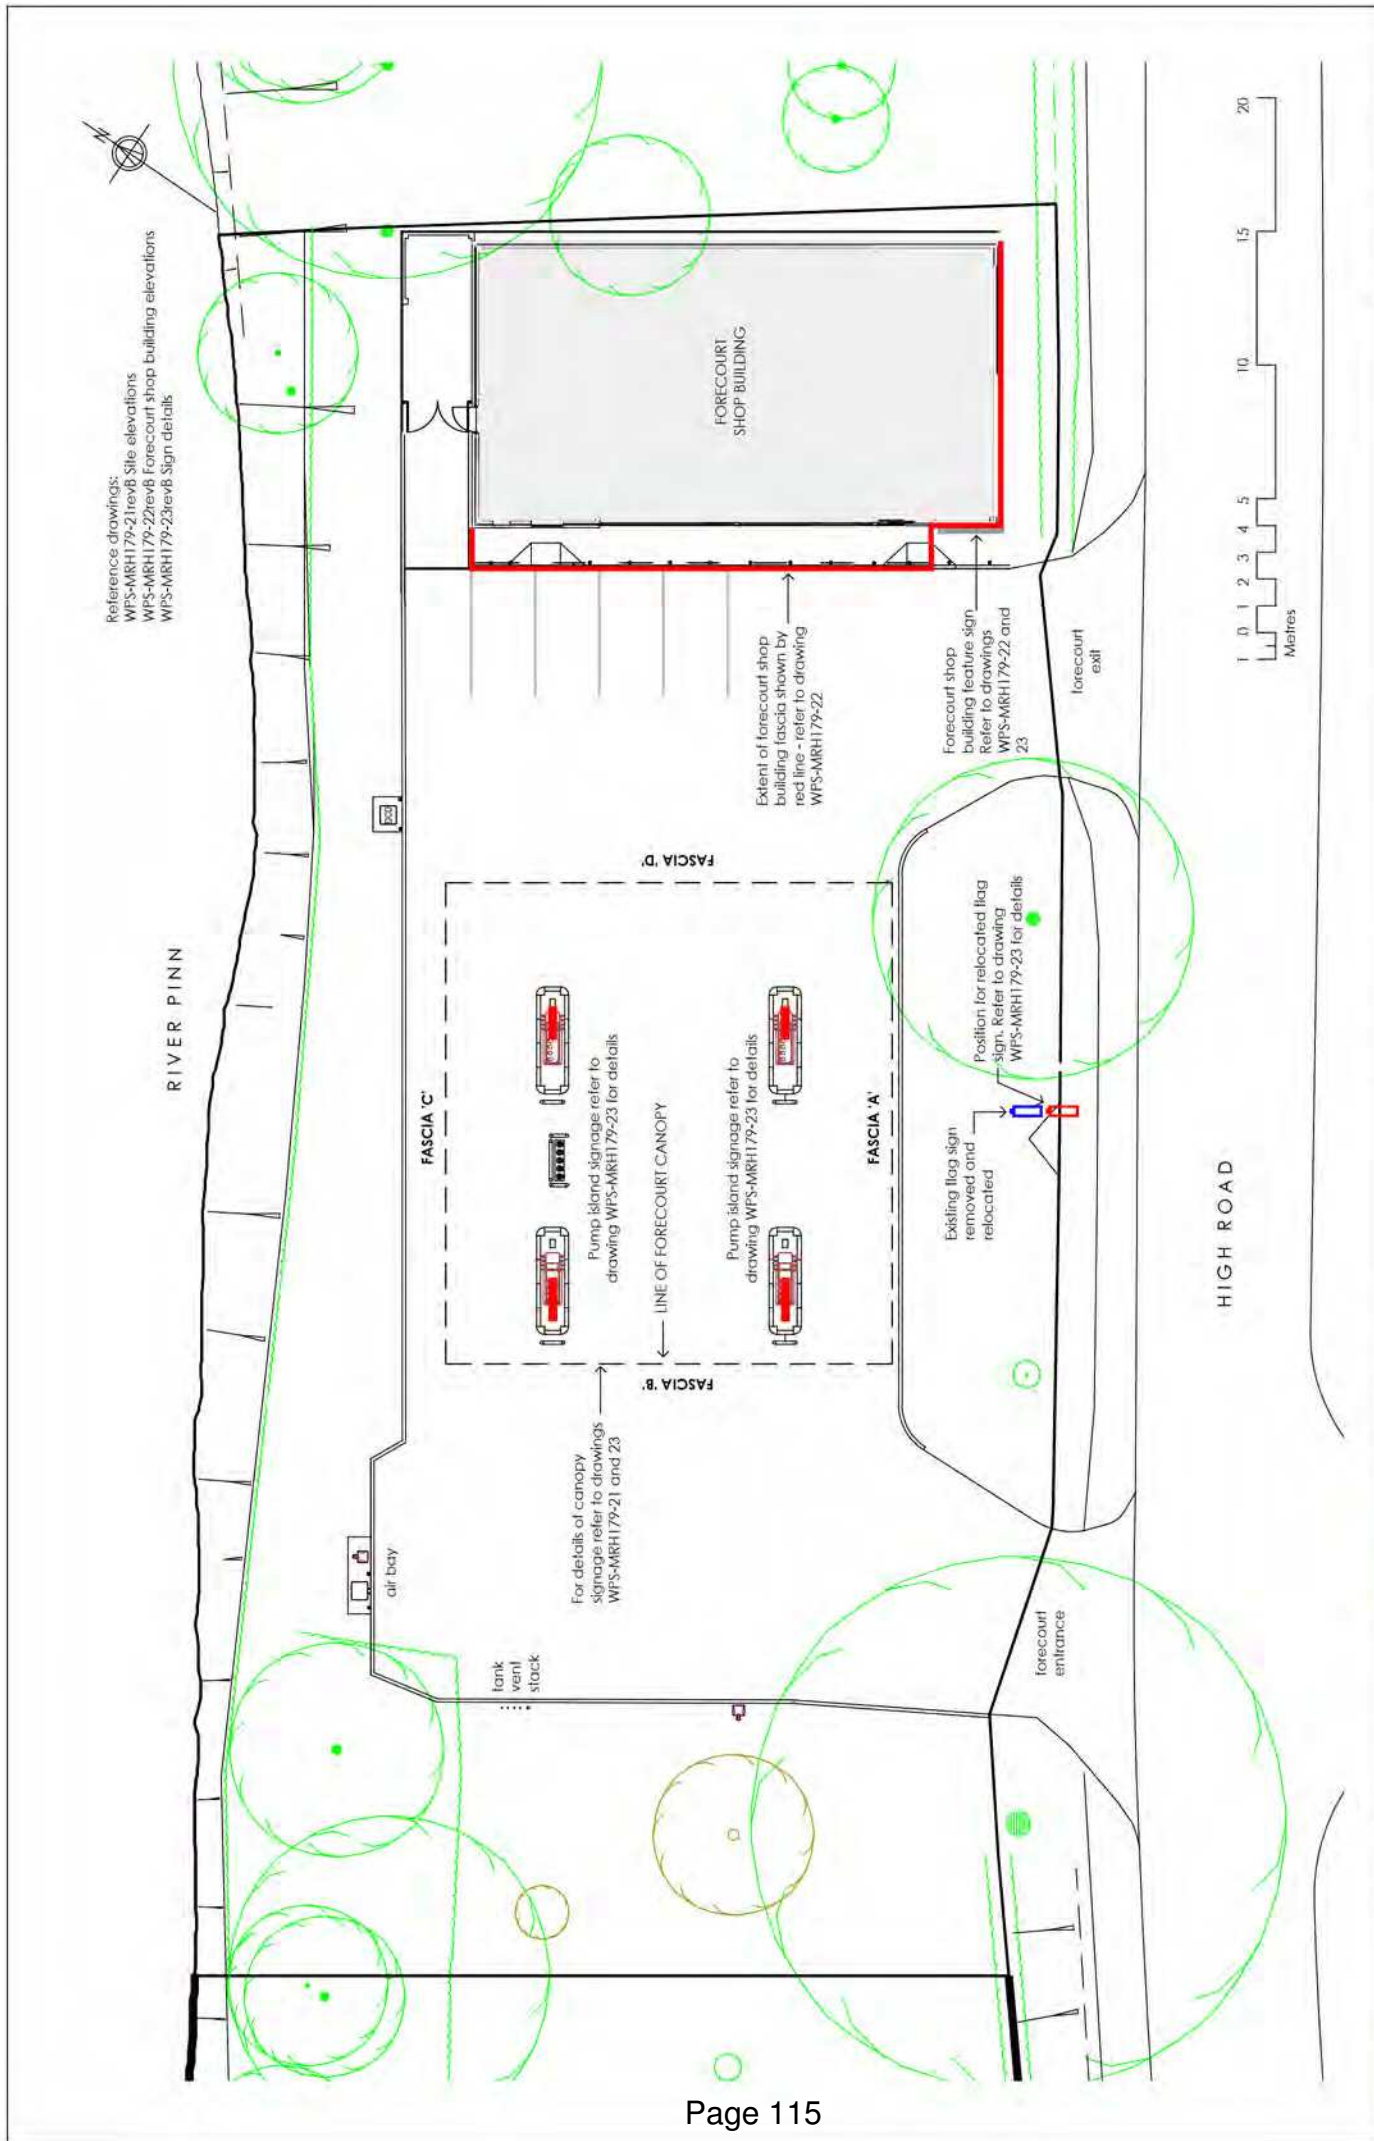 Reference drawings:
WPS-MRH179-21revB Site elevations
WPS-MRH179-22revB Forecourt shop building elevations
WPS-MRH179-23revB Sign details
N
RIVER PINN
FORECOURT
SHOP BUILDING
Extent of forecourt shop
building fascia shown by
red line - refer to drawing
WPS-MRH179-22
Forecourt shop
building feature sign
Refer to drawings
WPS-MRH179-22 and
23
forecourt
exit
FASCIA 'D'
FASCIA 'C'
Pump island signage refer to
drawing WPS-MRH179-23 for details
LINE OF FORECOURT CANOPY
Pump island signage refer to
drawing WPS-MRH179-23 for details
FASCIA 'A'
FASCIA 'B'
For details of canopy
signage refer to drawings
WPS-MRH179-21 and 23
Existing flag sign
removed and
relocated
Position for relocated flag
sign. Refer to drawing
WPS-MRH179-23 for details
air bay
tank
vent
stack
forecourt
entrance
HIGH ROAD
1 0 1 2 3 4 5 10 15 20
Metres
Page 115